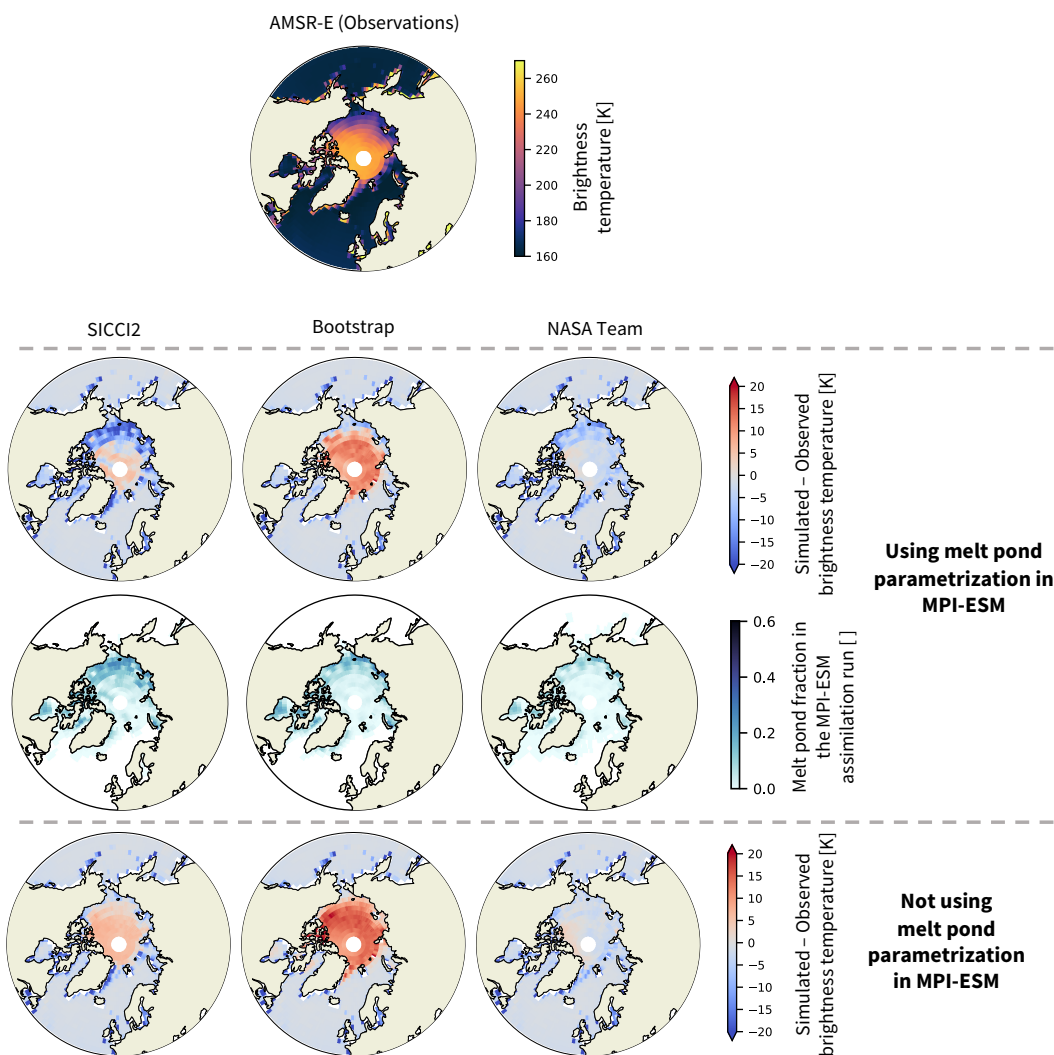 AMSR-E (Observations)
260
240
220
200
180
160
Brightness
temperature [K]
SICCI2
Bootstrap
NASA Team
20
15
10
5
0
−5
−10
−15
−20
Simulated – Observed
brightness temperature [K]
Using melt pond
parametrization in
MPI-ESM
0.6
0.4
0.2
0.0
Melt pond fraction in
the MPI-ESM
assimilation run [ ]
20
15
10
5
0
−5
−10
−15
−20
Simulated – Observed
brightness temperature [K]
Not using
melt pond
parametrization
in MPI-ESM